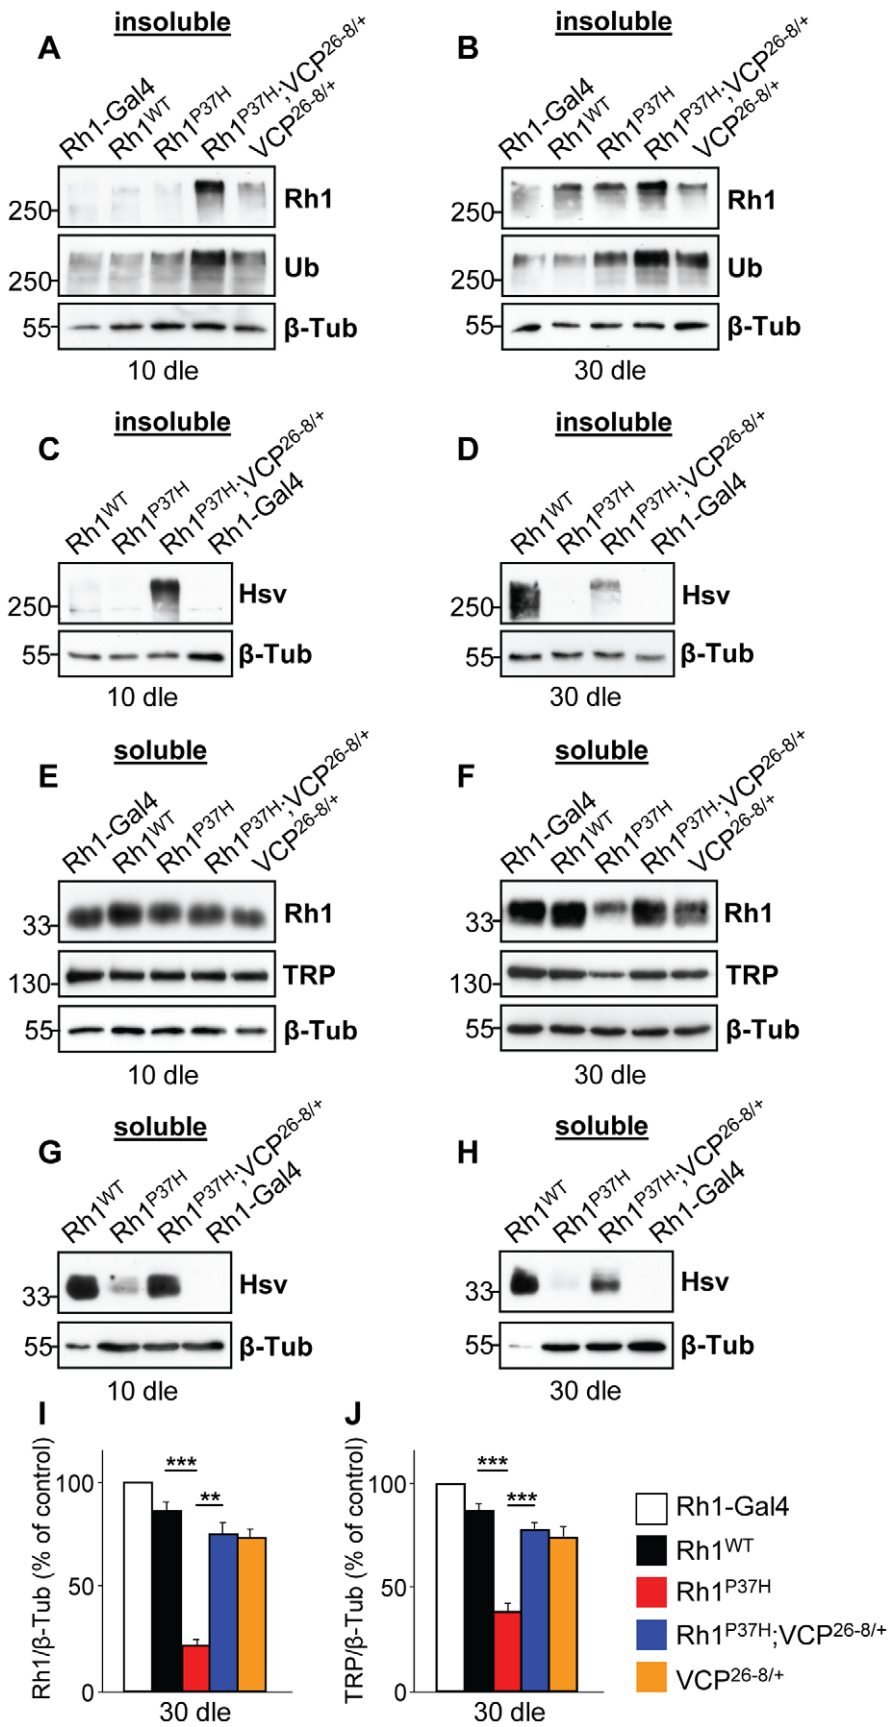 insoluble
A
Rh1-Gal4
Rh1WT
Rh1P37H
Rh1P37H;VCP26-8/+
VCP26-8/+
250
Rh1
250
Ub
55
β-Tub
10 dle
insoluble
B
Rh1-Gal4
Rh1WT
Rh1P37H
Rh1P37H;VCP26-8/+
VCP26-8/+
250
Rh1
250
Ub
55
β-Tub
30 dle
insoluble
C
Rh1WT
Rh1P37H
Rh1P37H;VCP26-8/+
Rh1-Gal4
250
Hsv
55
β-Tub
10 dle
insoluble
D
Rh1WT
Rh1P37H
Rh1P37H;VCP26-8/+
Rh1-Gal4
250
Hsv
55
β-Tub
30 dle
soluble
E
Rh1-Gal4
Rh1WT
Rh1P37H
Rh1P37H;VCP26-8/+
VCP26-8/+
33
Rh1
130
TRP
55
β-Tub
10 dle
soluble
F
Rh1-Gal4
Rh1WT
Rh1P37H
Rh1P37H;VCP26-8/+
VCP26-8/+
33
Rh1
130
TRP
55
β-Tub
30 dle
soluble
G
Rh1WT
Rh1P37H
Rh1P37H;VCP26-8/+
Rh1-Gal4
33
Hsv
55
β-Tub
10 dle
soluble
H
Rh1WT
Rh1P37H
Rh1P37H;VCP26-8/+
Rh1-Gal4
33
Hsv
55
β-Tub
30 dle
I
Rh1/β-Tub (% of control)
100
50
0
***
**
30 dle
J
TRP/β-Tub (% of control)
100
50
0
***
***
30 dle
Rh1-Gal4
Rh1WT
Rh1P37H
Rh1P37H;VCP26-8/+
VCP26-8/+